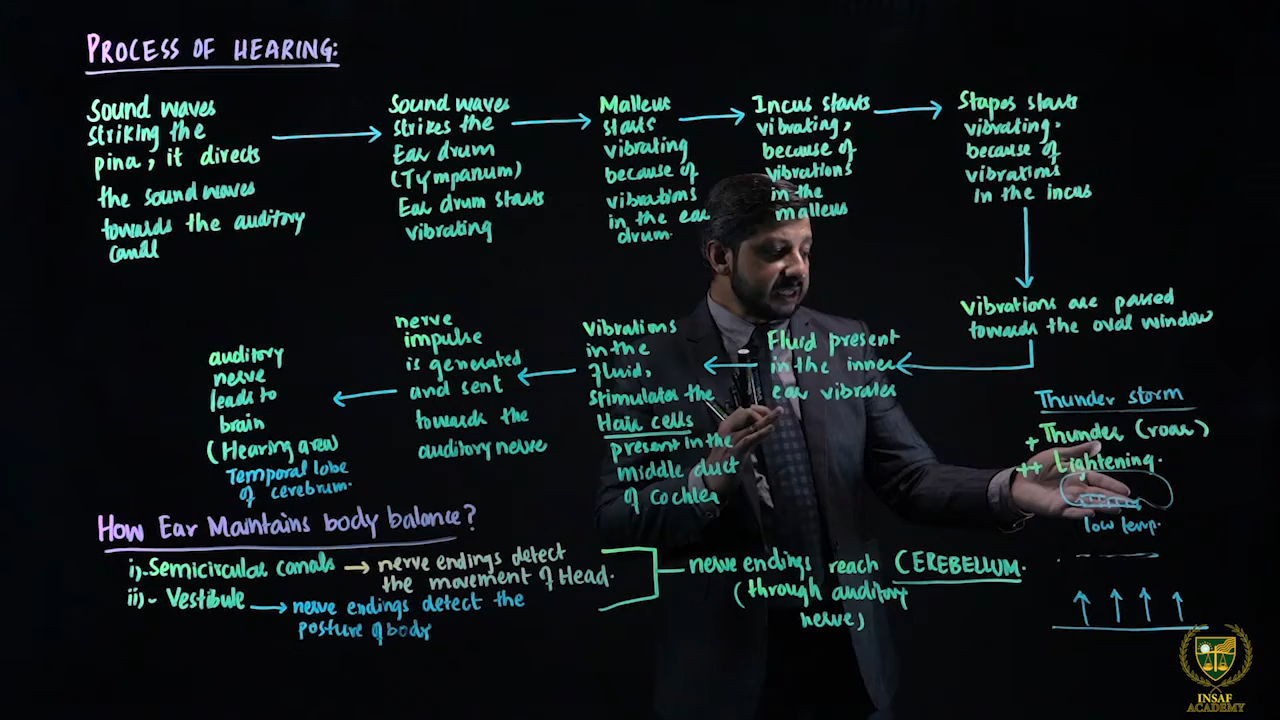 PROCESS OF HEARING:
Sound waves
striking the
pina, it directs
the sound waves
towards the auditory
canal
Sound waves
strikes the
Ear drum
(Tympanum)
Ear drum starts
vibrating
Malleus
starts
vibrating
because of
vibrations
in the ear
drum.
Incus starts
vibrating,
because of
vibrations
in the
malleus
Stapes starts
vibrating.
because of
vibrations
in the incus
vibrations are passed
towards the oval window
Fluid present
in the inner
ear vibrates
Vibrations
in the
fluid,
stimulates the
Hair cells
present in the
middle duct
of Cochlea
nerve
impulse
is generated
and sent
towards the
auditory nerve
auditory
nerve
leads to
brain
(Hearing area)
Temporal lobe
of cerebrum.
Thunder storm
+ Thunder (roar)
++ Lightening.
low temp.
How Ear Maintains body balance?
i)- Semicircular canals → nerve endings detect
the movement of Head.
ii)- Vestibule → nerve endings detect the
posture of body
nerve endings reach CEREBELLUM.
(through auditory
nerve)
INSAF
ACADEMY